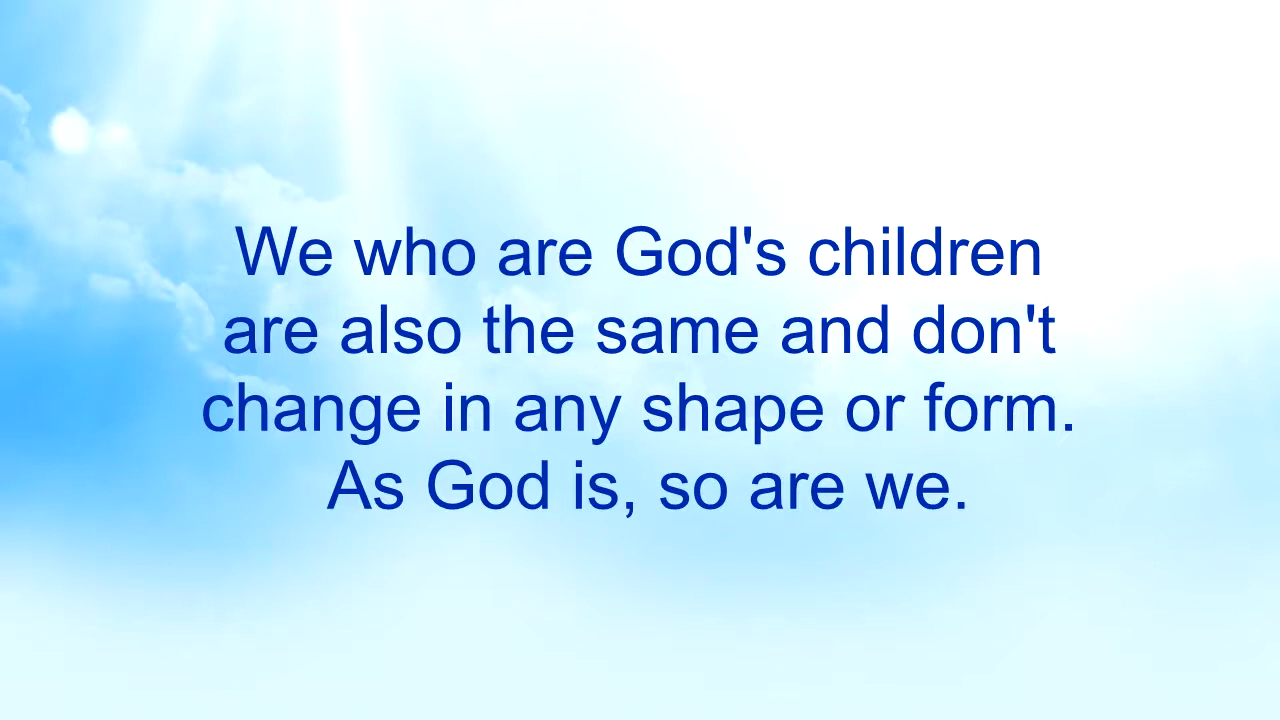 We who are God's children
are also the same and don't
change in any shape or form.
As God is, so are we.